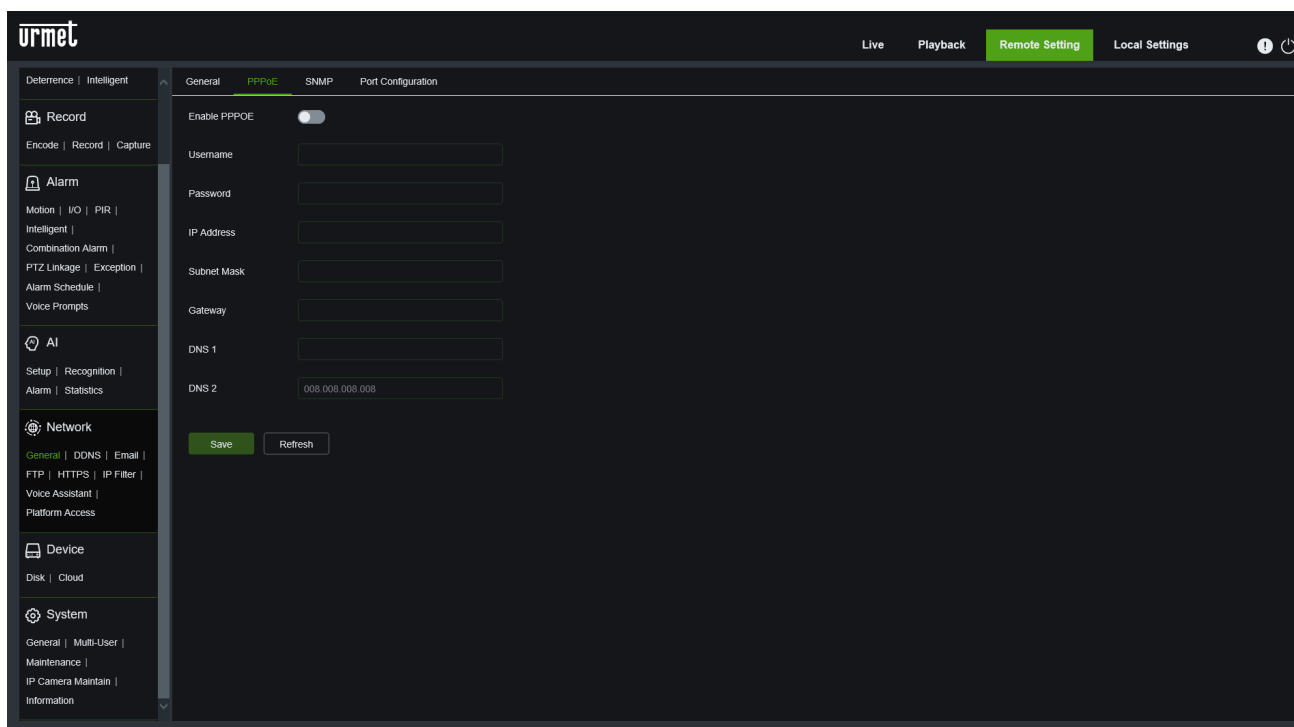 urmet
Live Playback Remote Setting Local Settings
Deterrence | Intelligent
Record
Encode | Record | Capture
Alarm
Motion | I/O | PIR |
Intelligent |
Combination Alarm |
PTZ Linkage | Exception |
Alarm Schedule |
Voice Prompts
AI
Setup | Recognition |
Alarm | Statistics
Network
General | DDNS | Email |
FTP | HTTPS | IP Filter |
Voice Assistant |
Platform Access
Device
Disk | Cloud
System
General | Multi-User |
Maintenance |
IP Camera Maintain |
Information
General PPPoE SNMP Port Configuration
Enable PPPOE
Username
Password
IP Address
Subnet Mask
Gateway
DNS 1
DNS 2 008.008.008.008
Save Refresh